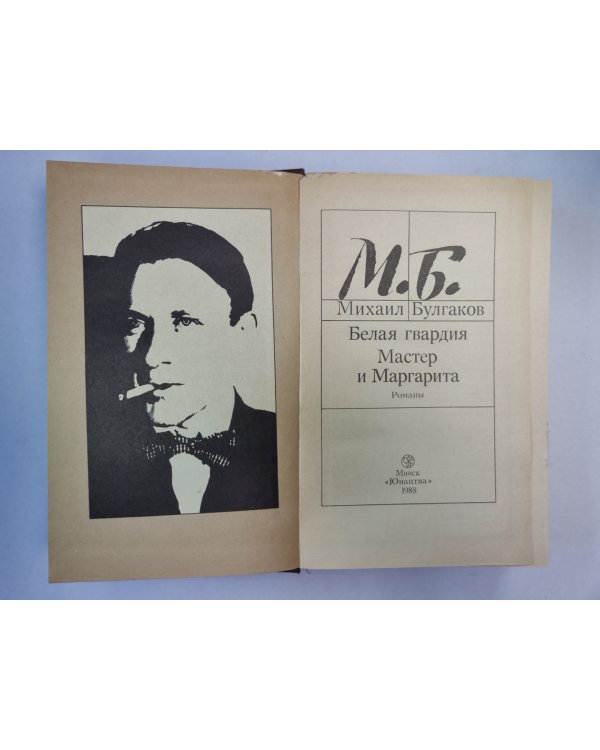 М.Б.
Михаил Булгаков
Белая гвардия
Мастер
и Маргарита
Романы
Минск
«Юнацтва»
1988